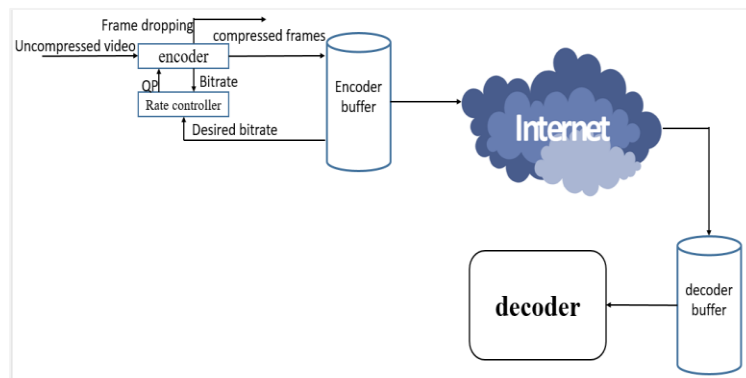 Frame dropping
compressed frames
Uncompressed video
encoder
QP
Bitrate
Rate controller
Desired bitrate
Encoder
buffer
Internet
decoder
buffer
decoder